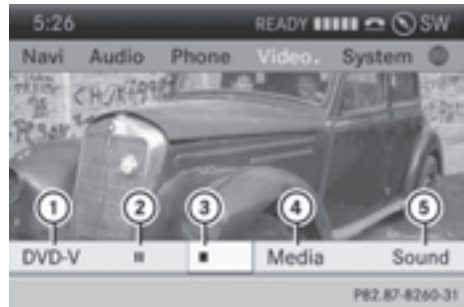 5:26 READY SW
Navi Audio Phone Video System
1 2 3 4 5
DVD-V Media Sound
P82.87-8260-31